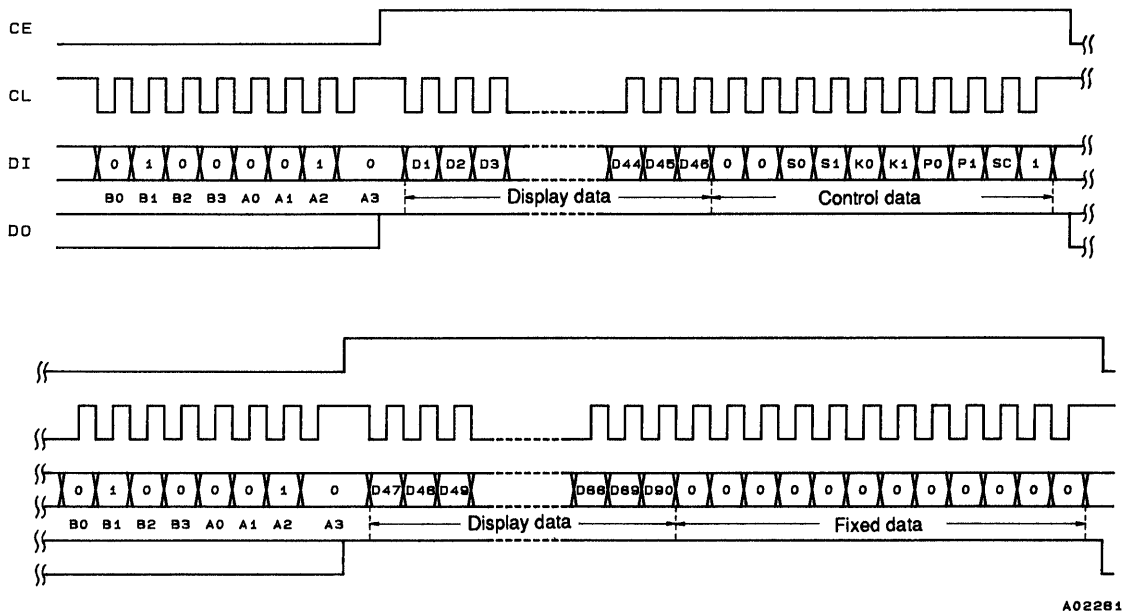 CE
CL
DI 0 1 0 0 0 0 1 0 D1 D2 D3 D44 D45 D46 0 0 S0 S1 K0 K1 P0 P1 SC 1
B0 B1 B2 B3 A0 A1 A2 A3 Display data Control data
DO
0 1 0 0 0 0 1 0 D47 D48 D49 D88 D89 D90 0 0 0 0 0 0 0 0 0 0 0 0
B0 B1 B2 B3 A0 A1 A2 A3 Display data Fixed data
A02281